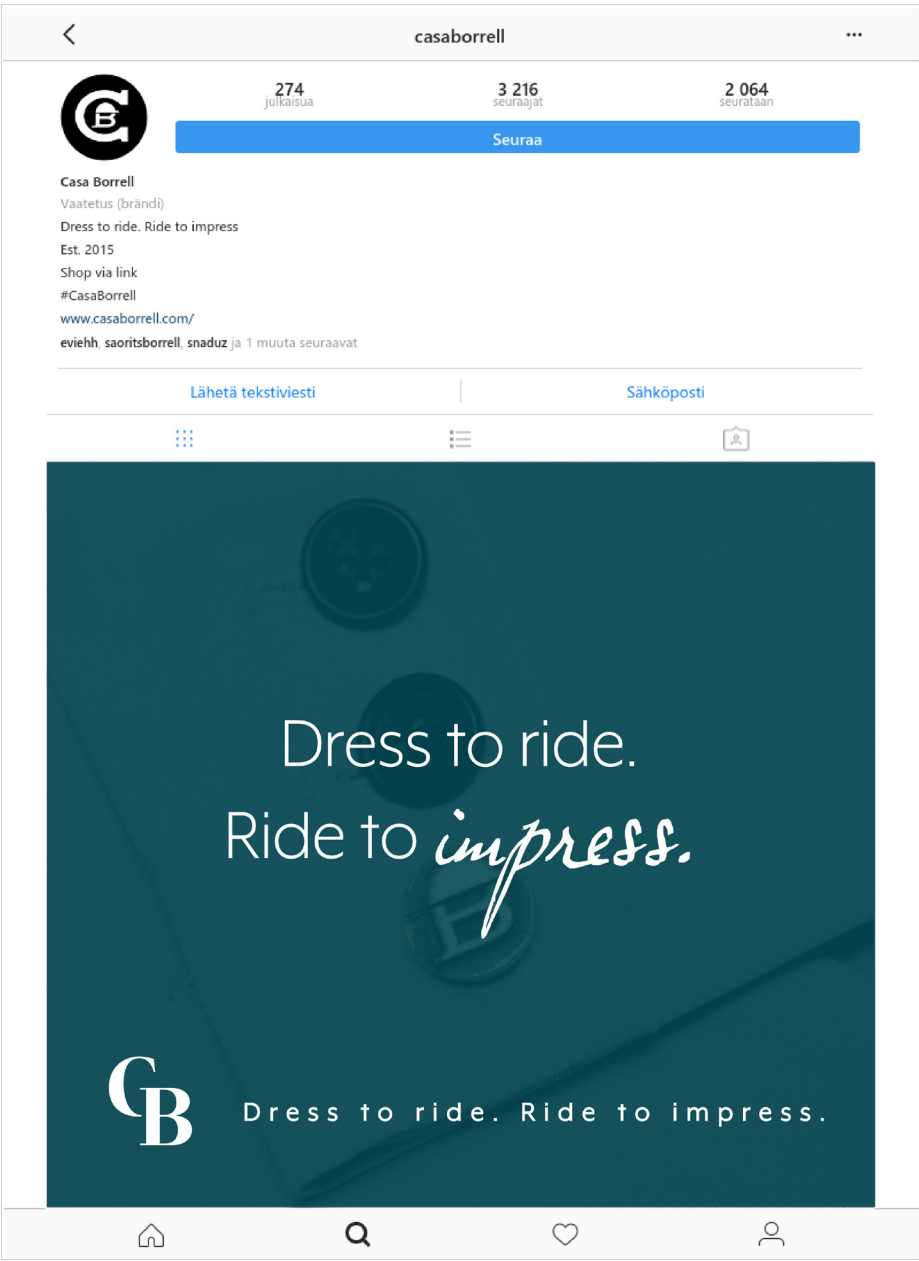 casaborrell
274
julkaisua
3 216
seuraajat
2 064
seurataan
Seuraa
CB
Casa Borrell
Vaatetus (brändi)
Dress to ride. Ride to impress
Est. 2015
Shop via link
#CasaBorrell
www.casaborrell.com/
eviehh, saoritsborrell, snaduz ja 1 muuta seuraavat
Lähetä tekstiviesti
Sähköposti
Dress to ride.
Ride to impress.
B
CB
Dress to ride. Ride to impress.